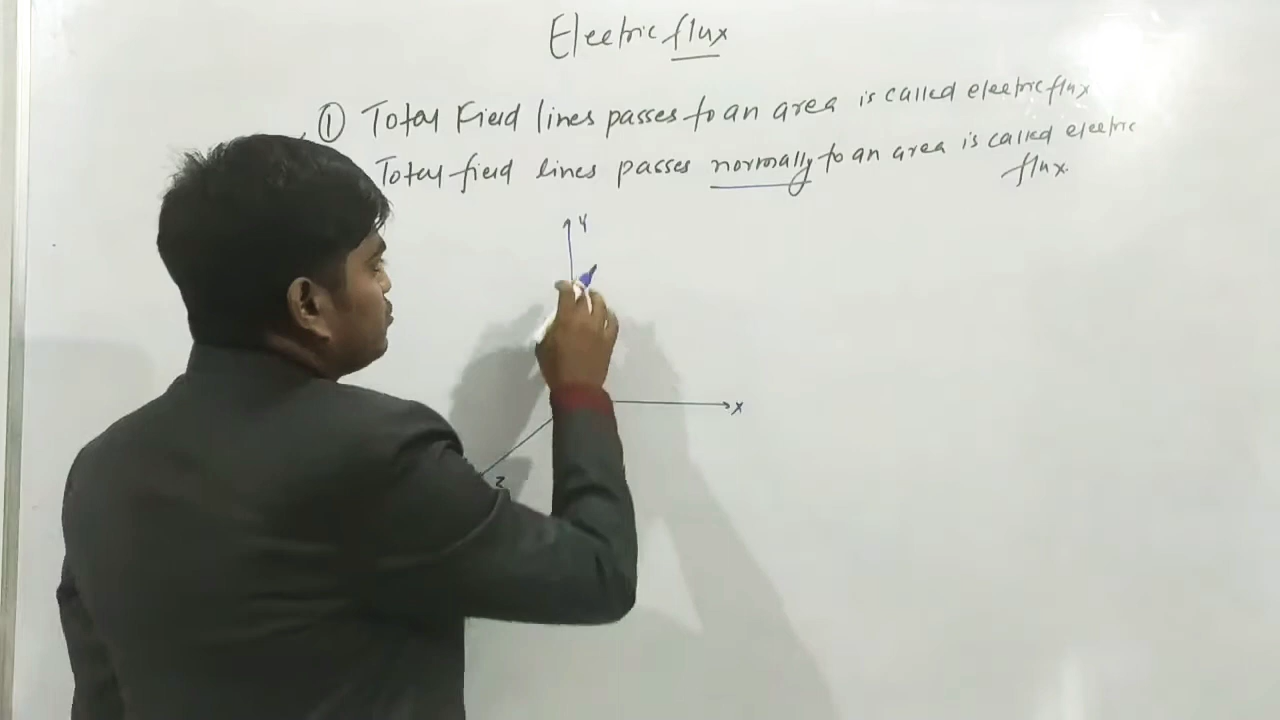 Electric flux
① Total Field lines passes to an area is called electric flux
Total field lines passes normally to an area is called electric
flux.
Y
X
Z